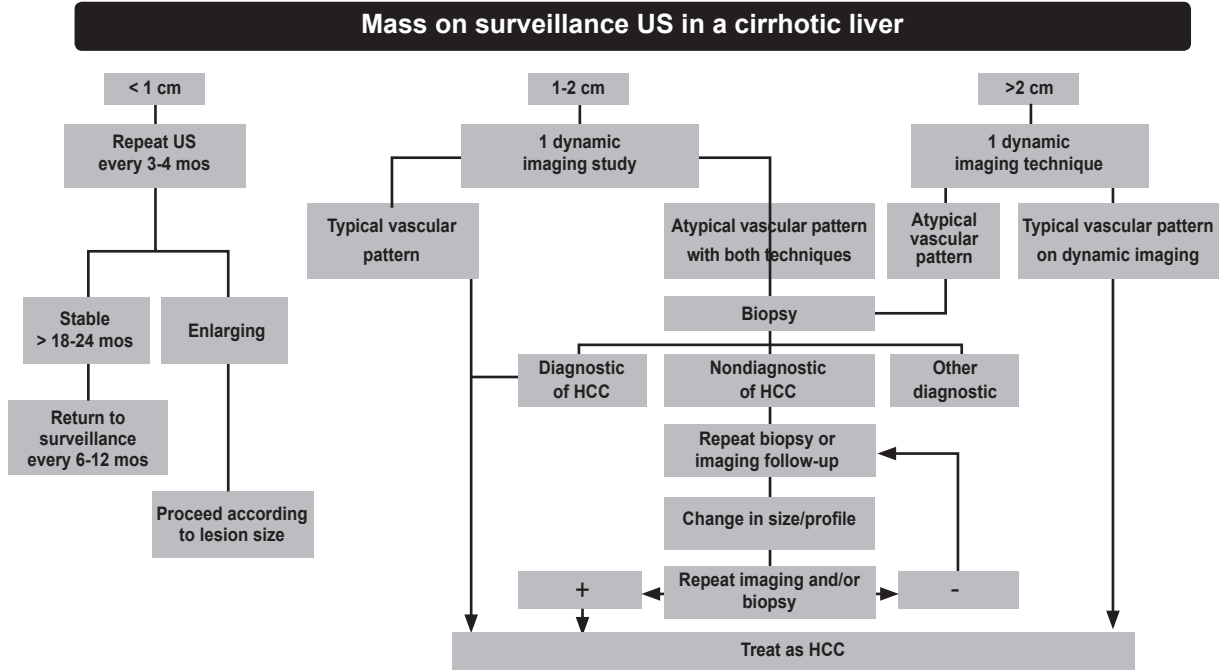 Mass on surveillance US in a cirrhotic liver
< 1 cm
Repeat US
every 3-4 mos
Stable
> 18-24 mos
Enlarging
Return to
surveillance
every 6-12 mos
Proceed according
to lesion size
1-2 cm
1 dynamic
imaging study
Typical vascular
pattern
Atypical vascular pattern
with both techniques
>2 cm
1 dynamic
imaging technique
Atypical
vascular
pattern
Typical vascular pattern
on dynamic imaging
Biopsy
Diagnostic
of HCC
Nondiagnostic
of HCC
Other
diagnostic
Repeat biopsy or
imaging follow-up
Change in size/profile
+
Repeat imaging and/or
biopsy
-
Treat as HCC